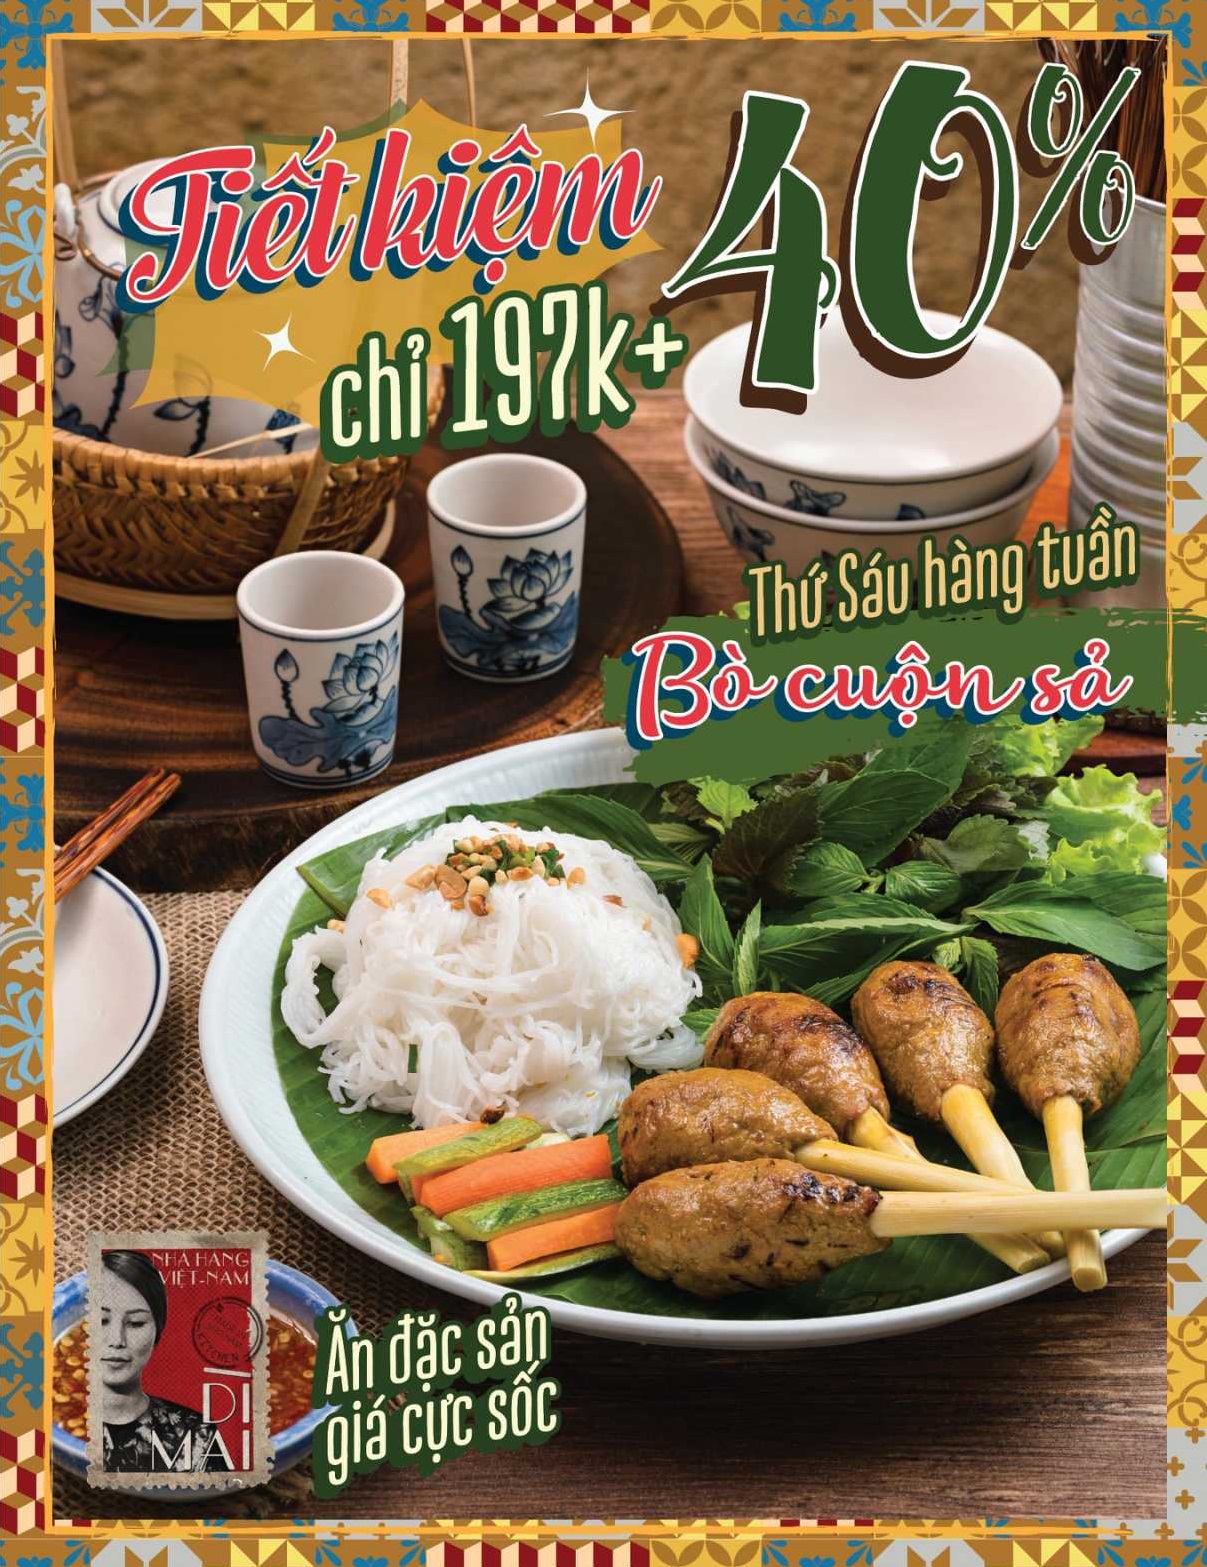 Tiết kiệm
40%
chỉ 197k+
Thứ Sáu hàng tuần
Bò cuộn sả
NHÀ HÀNG
VIỆT-NAM
DÌ
MAI
Ăn đặc sản
giá cực sốc